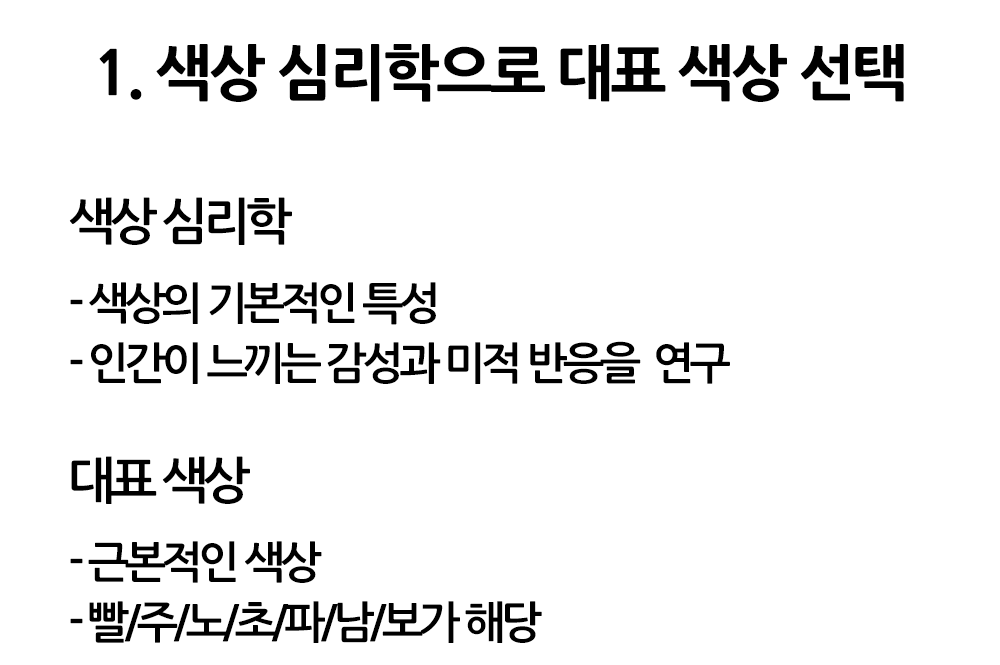 1. 색상 심리학으로 대표 색상 선택
색상 심리학
- 색상의 기본적인 특성
- 인간이 느끼는 감성과 미적 반응을 연구
대표 색상
- 근본적인 색상
- 빨/주/노/초/파/남/보가 해당